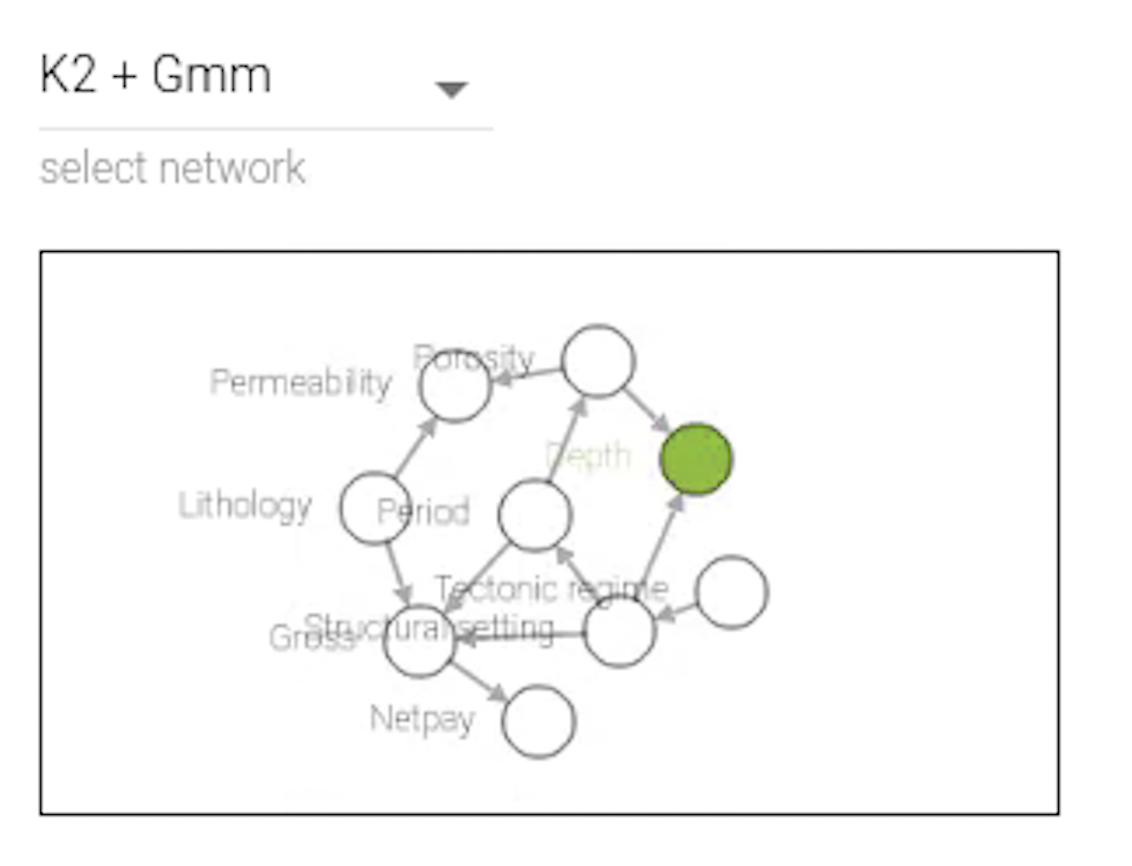 K2 + Gmm
select network
Porosity
Permeability
Depth
Lithology
Period
Tectonic regime
Structural setting
Gross
Netpay